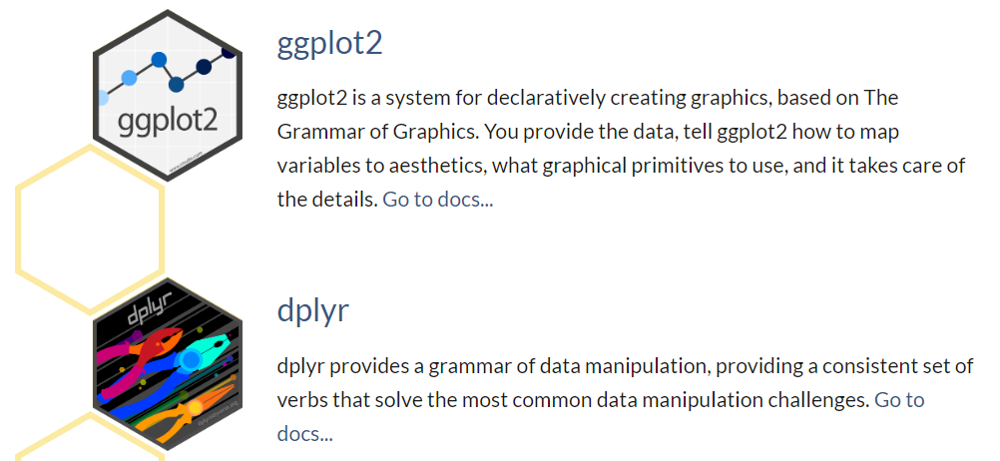 ggplot2
ggplot2
ggplot2 is a system for declaratively creating graphics, based on The
Grammar of Graphics. You provide the data, tell ggplot2 how to map
variables to aesthetics, what graphical primitives to use, and it takes care of
the details. Go to docs...
dplyr
dplyr
dplyr provides a grammar of data manipulation, providing a consistent set of
verbs that solve the most common data manipulation challenges. Go to
docs...